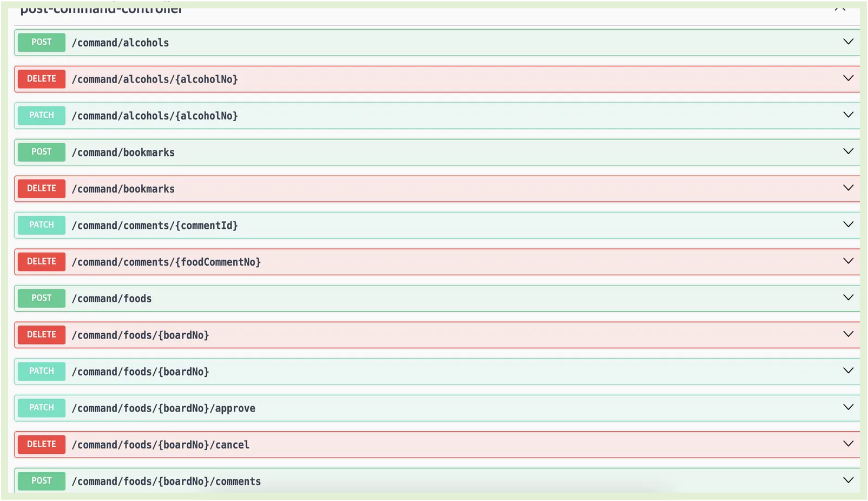 post-command-controller
POST /command/alcohols
DELETE /command/alcohols/{alcoholNo}
PATCH /command/alcohols/{alcoholNo}
POST /command/bookmarks
DELETE /command/bookmarks
PATCH /command/comments/{commentId}
DELETE /command/comments/{foodCommentNo}
POST /command/foods
DELETE /command/foods/{boardNo}
PATCH /command/foods/{boardNo}
PATCH /command/foods/{boardNo}/approve
DELETE /command/foods/{boardNo}/cancel
POST /command/foods/{boardNo}/comments